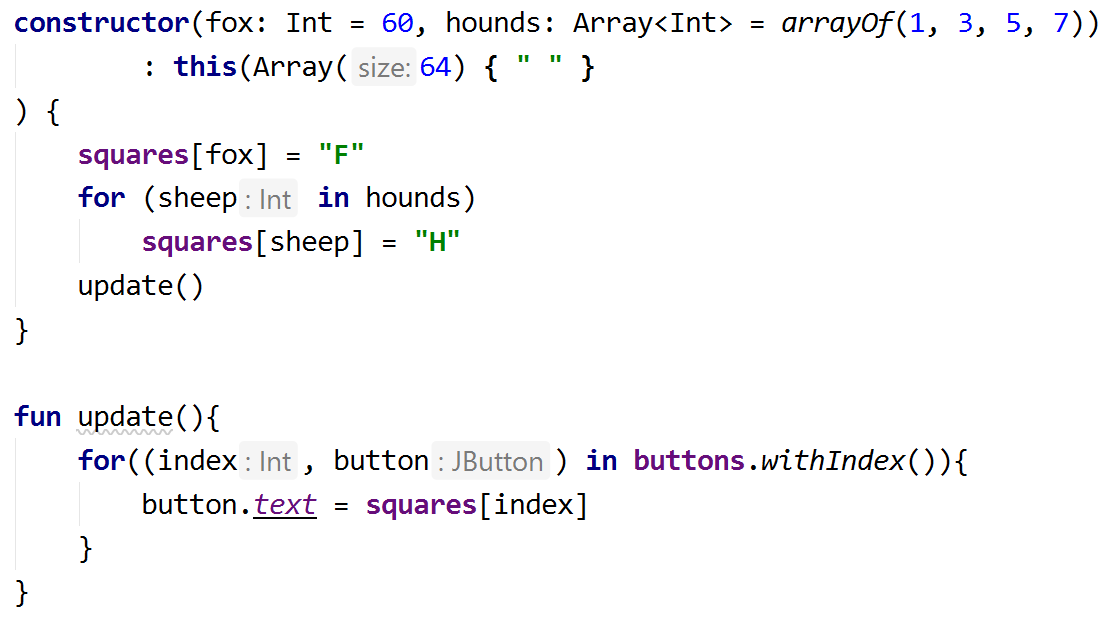 constructor(fox: Int = 60, hounds: Array<Int> = arrayOf(1, 3, 5, 7))
: this(Array( size: 64) { " " }
) {
squares[fox] = "F"
for (sheep : Int in hounds)
squares[sheep] = "H"
update()
}
fun update(){
for((index : Int , button : JButton ) in buttons.withIndex()){
button.text = squares[index]
}
}